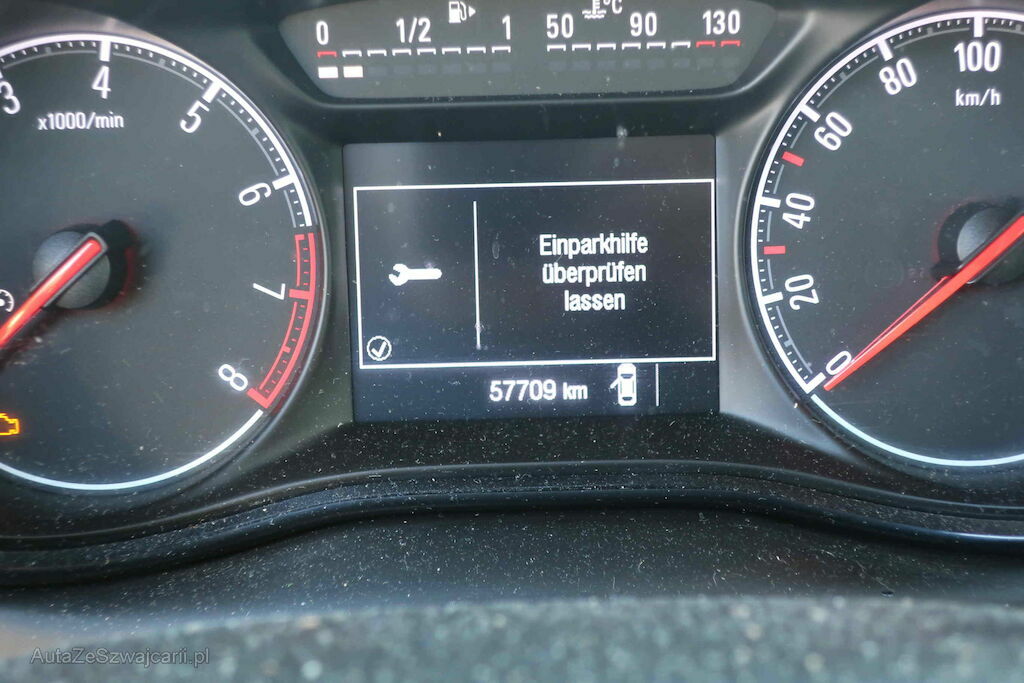 0 1/2 1 50 90 °C 130
3 4 5 6 7 8
x1000/min
Einparkhilfe
überprüfen
lassen
57709 km
0 20 40 60 80 100
km/h
AutaZeSzwajcarii.pl